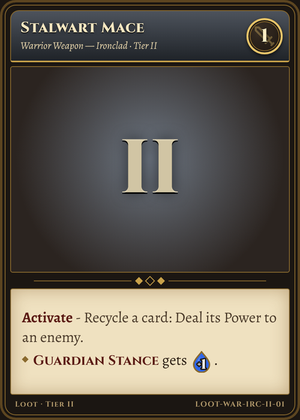 Stalwart Mace
Warrior Weapon — Ironclad · Tier II
1
II
Activate - Recycle a card: Deal its Power to
an enemy.
Guardian Stance gets -1 .
Loot · Tier II
LOOT-WAR-IRC-II-01